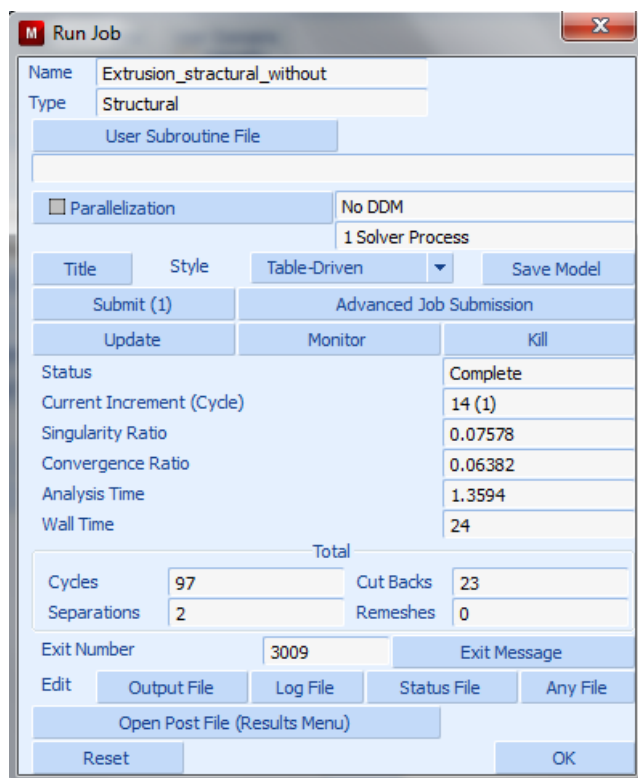 M Run Job
Name Extrusion_stractural_without
Type Structural
User Subroutine File
Parallelization No DDM
1 Solver Process
Title Style Table-Driven Save Model
Submit (1) Advanced Job Submission
Update Monitor Kill
Status Complete
Current Increment (Cycle) 14 (1)
Singularity Ratio 0.07578
Convergence Ratio 0.06382
Analysis Time 1.3594
Wall Time 24
Total
Cycles 97 Cut Backs 23
Separations 2 Remeshes 0
Exit Number 3009 Exit Message
Edit Output File Log File Status File Any File
Open Post File (Results Menu)
Reset OK